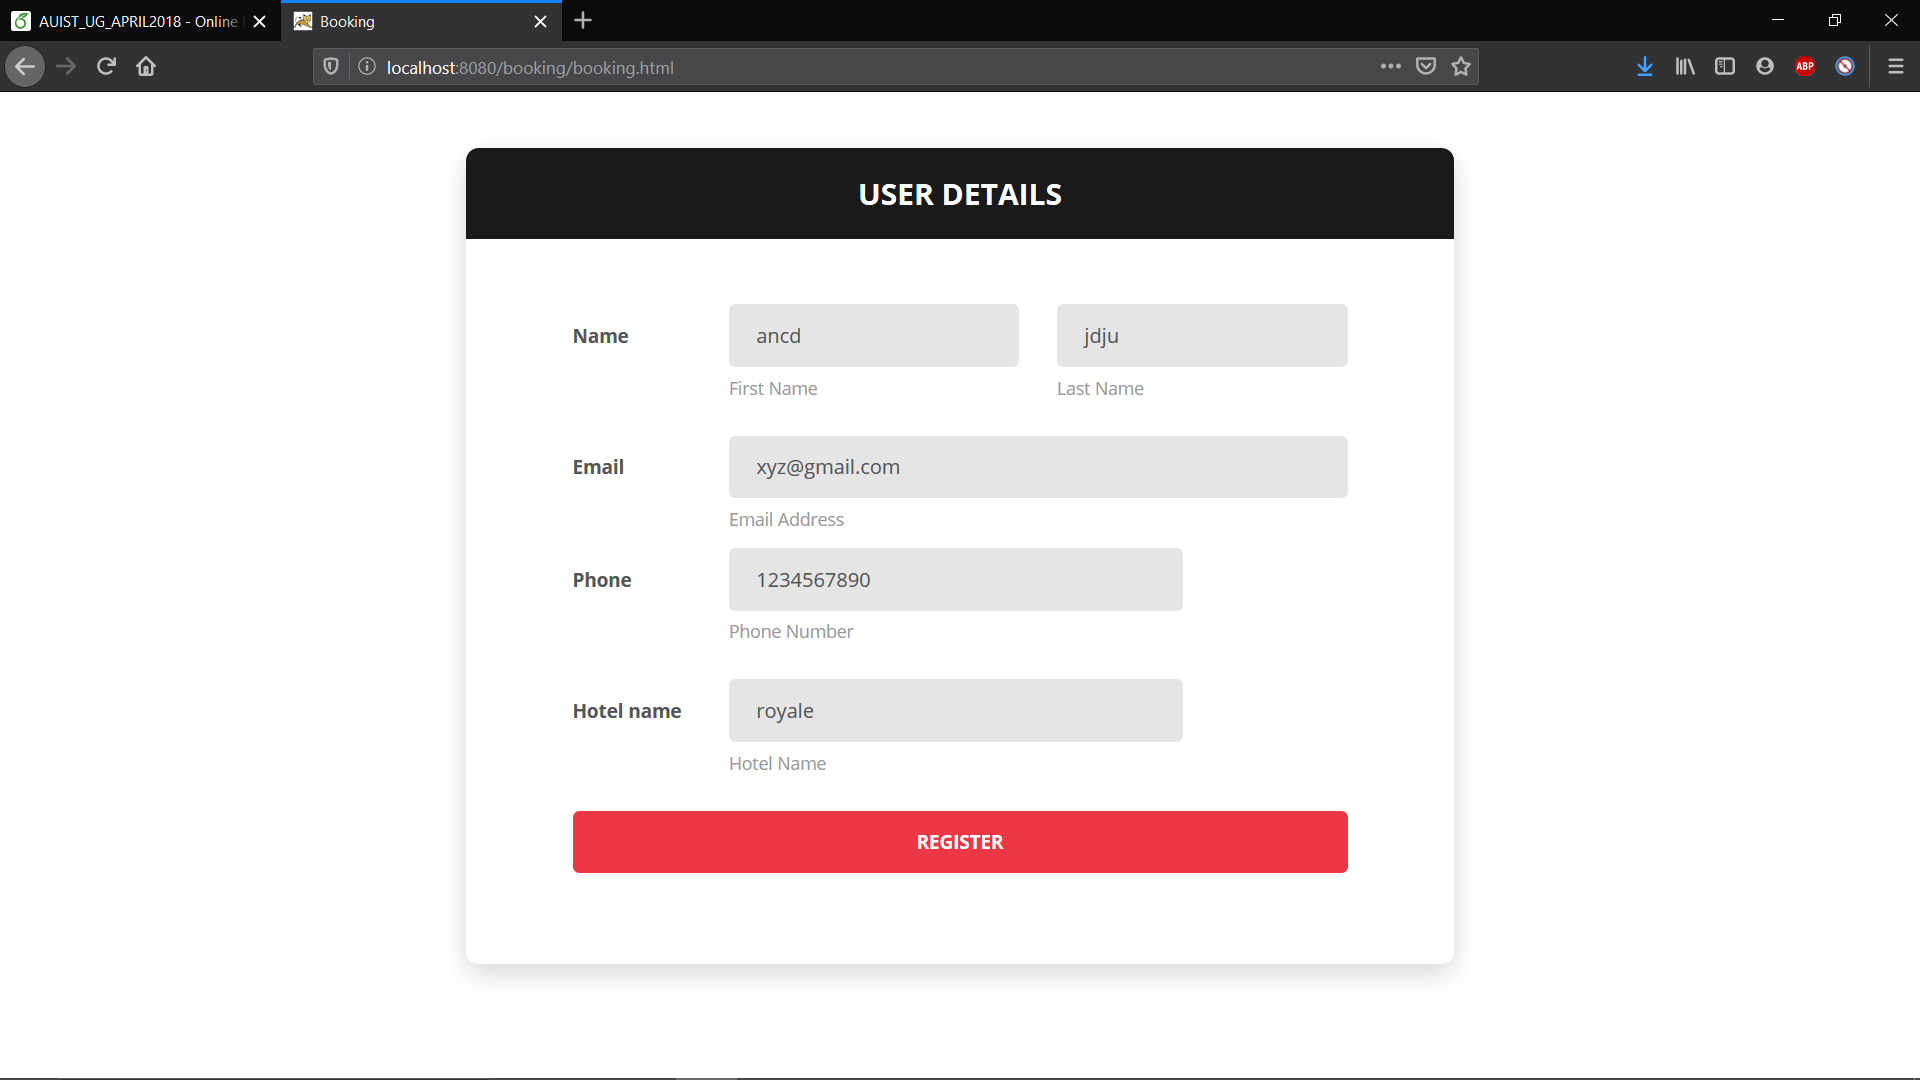 AUIST_UG_APRIL2018 - Online
Booking
localhost:8080/booking/booking.html
ABP
USER DETAILS
Name
ancd
jdju
First Name
Last Name
Email
xyz@gmail.com
Email Address
Phone
1234567890
Phone Number
Hotel name
royale
Hotel Name
REGISTER